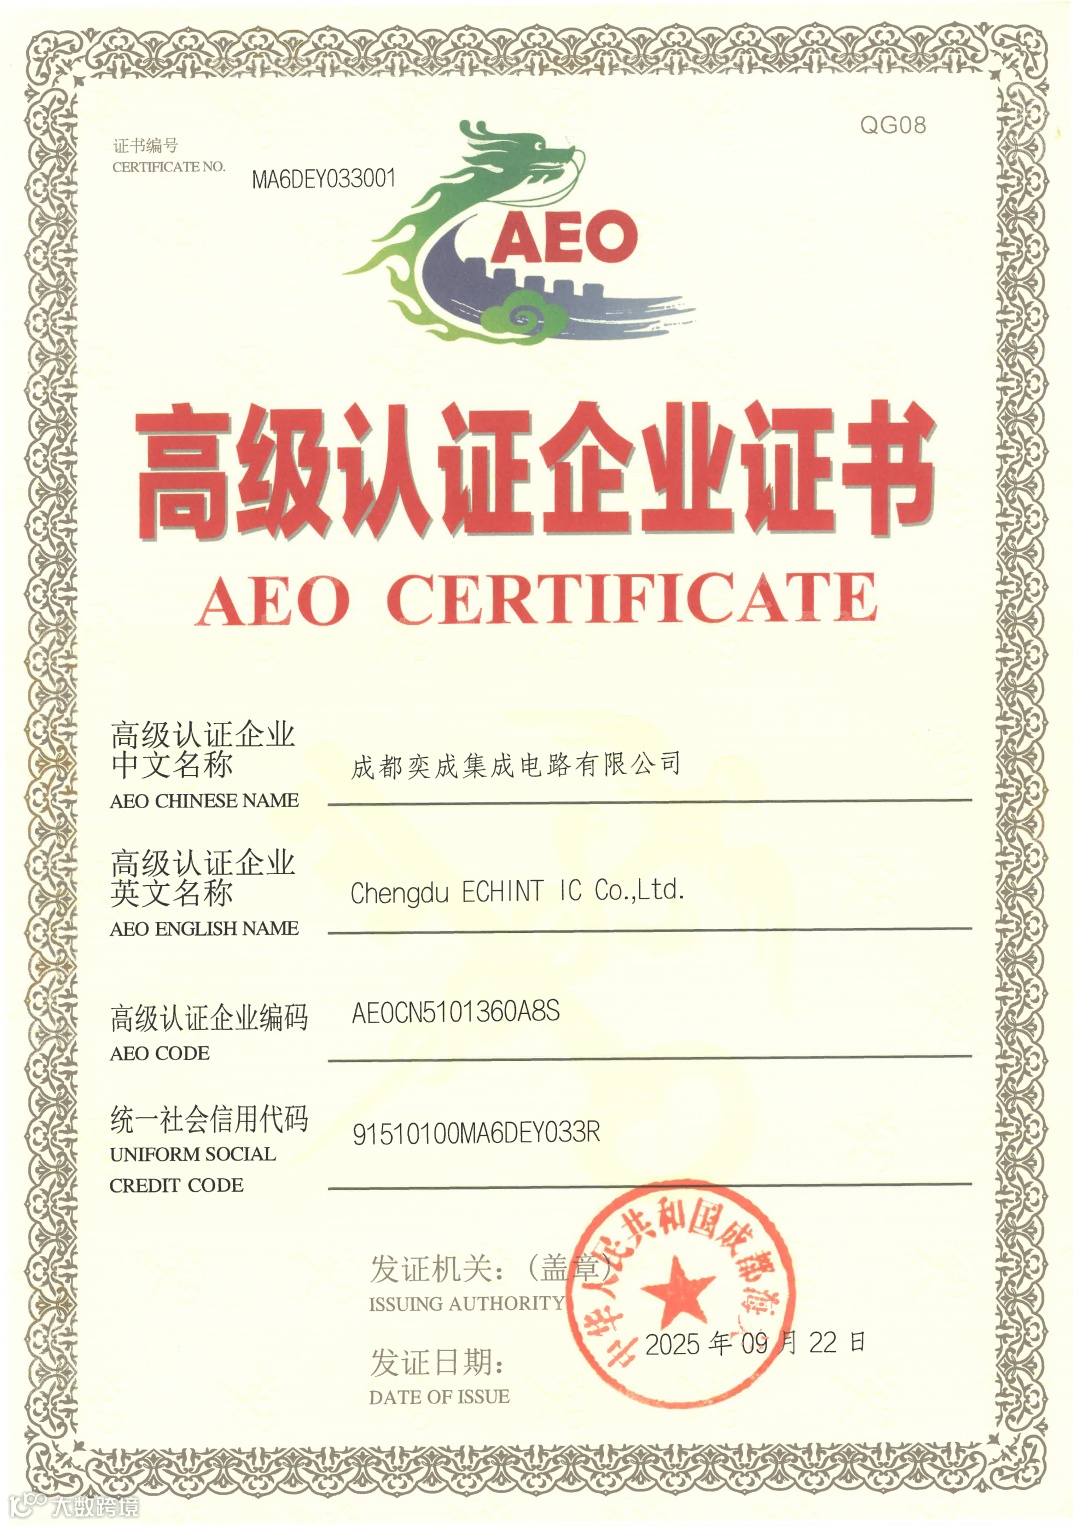 QG08
证书编号
CERTIFICATE NO.
MA6DEY033001
AEO
高级认证企业证书
AEO CERTIFICATE
高级认证企业
中文名称
AEO CHINESE NAME
成都奕成集成电路有限公司
高级认证企业
英文名称
AEO ENGLISH NAME
Chengdu ECHINT IC Co.,Ltd.
高级认证企业编码
AEO CODE
AEOCN5101360A8S
统一社会信用代码
UNIFORM SOCIAL
CREDIT CODE
91510100MA6DEY033R
发证机关：(盖章)
ISSUING AUTHORITY
中华人民共和国成都海关
发证日期：
DATE OF ISSUE
2025 年 09 月 22 日
大数跨境